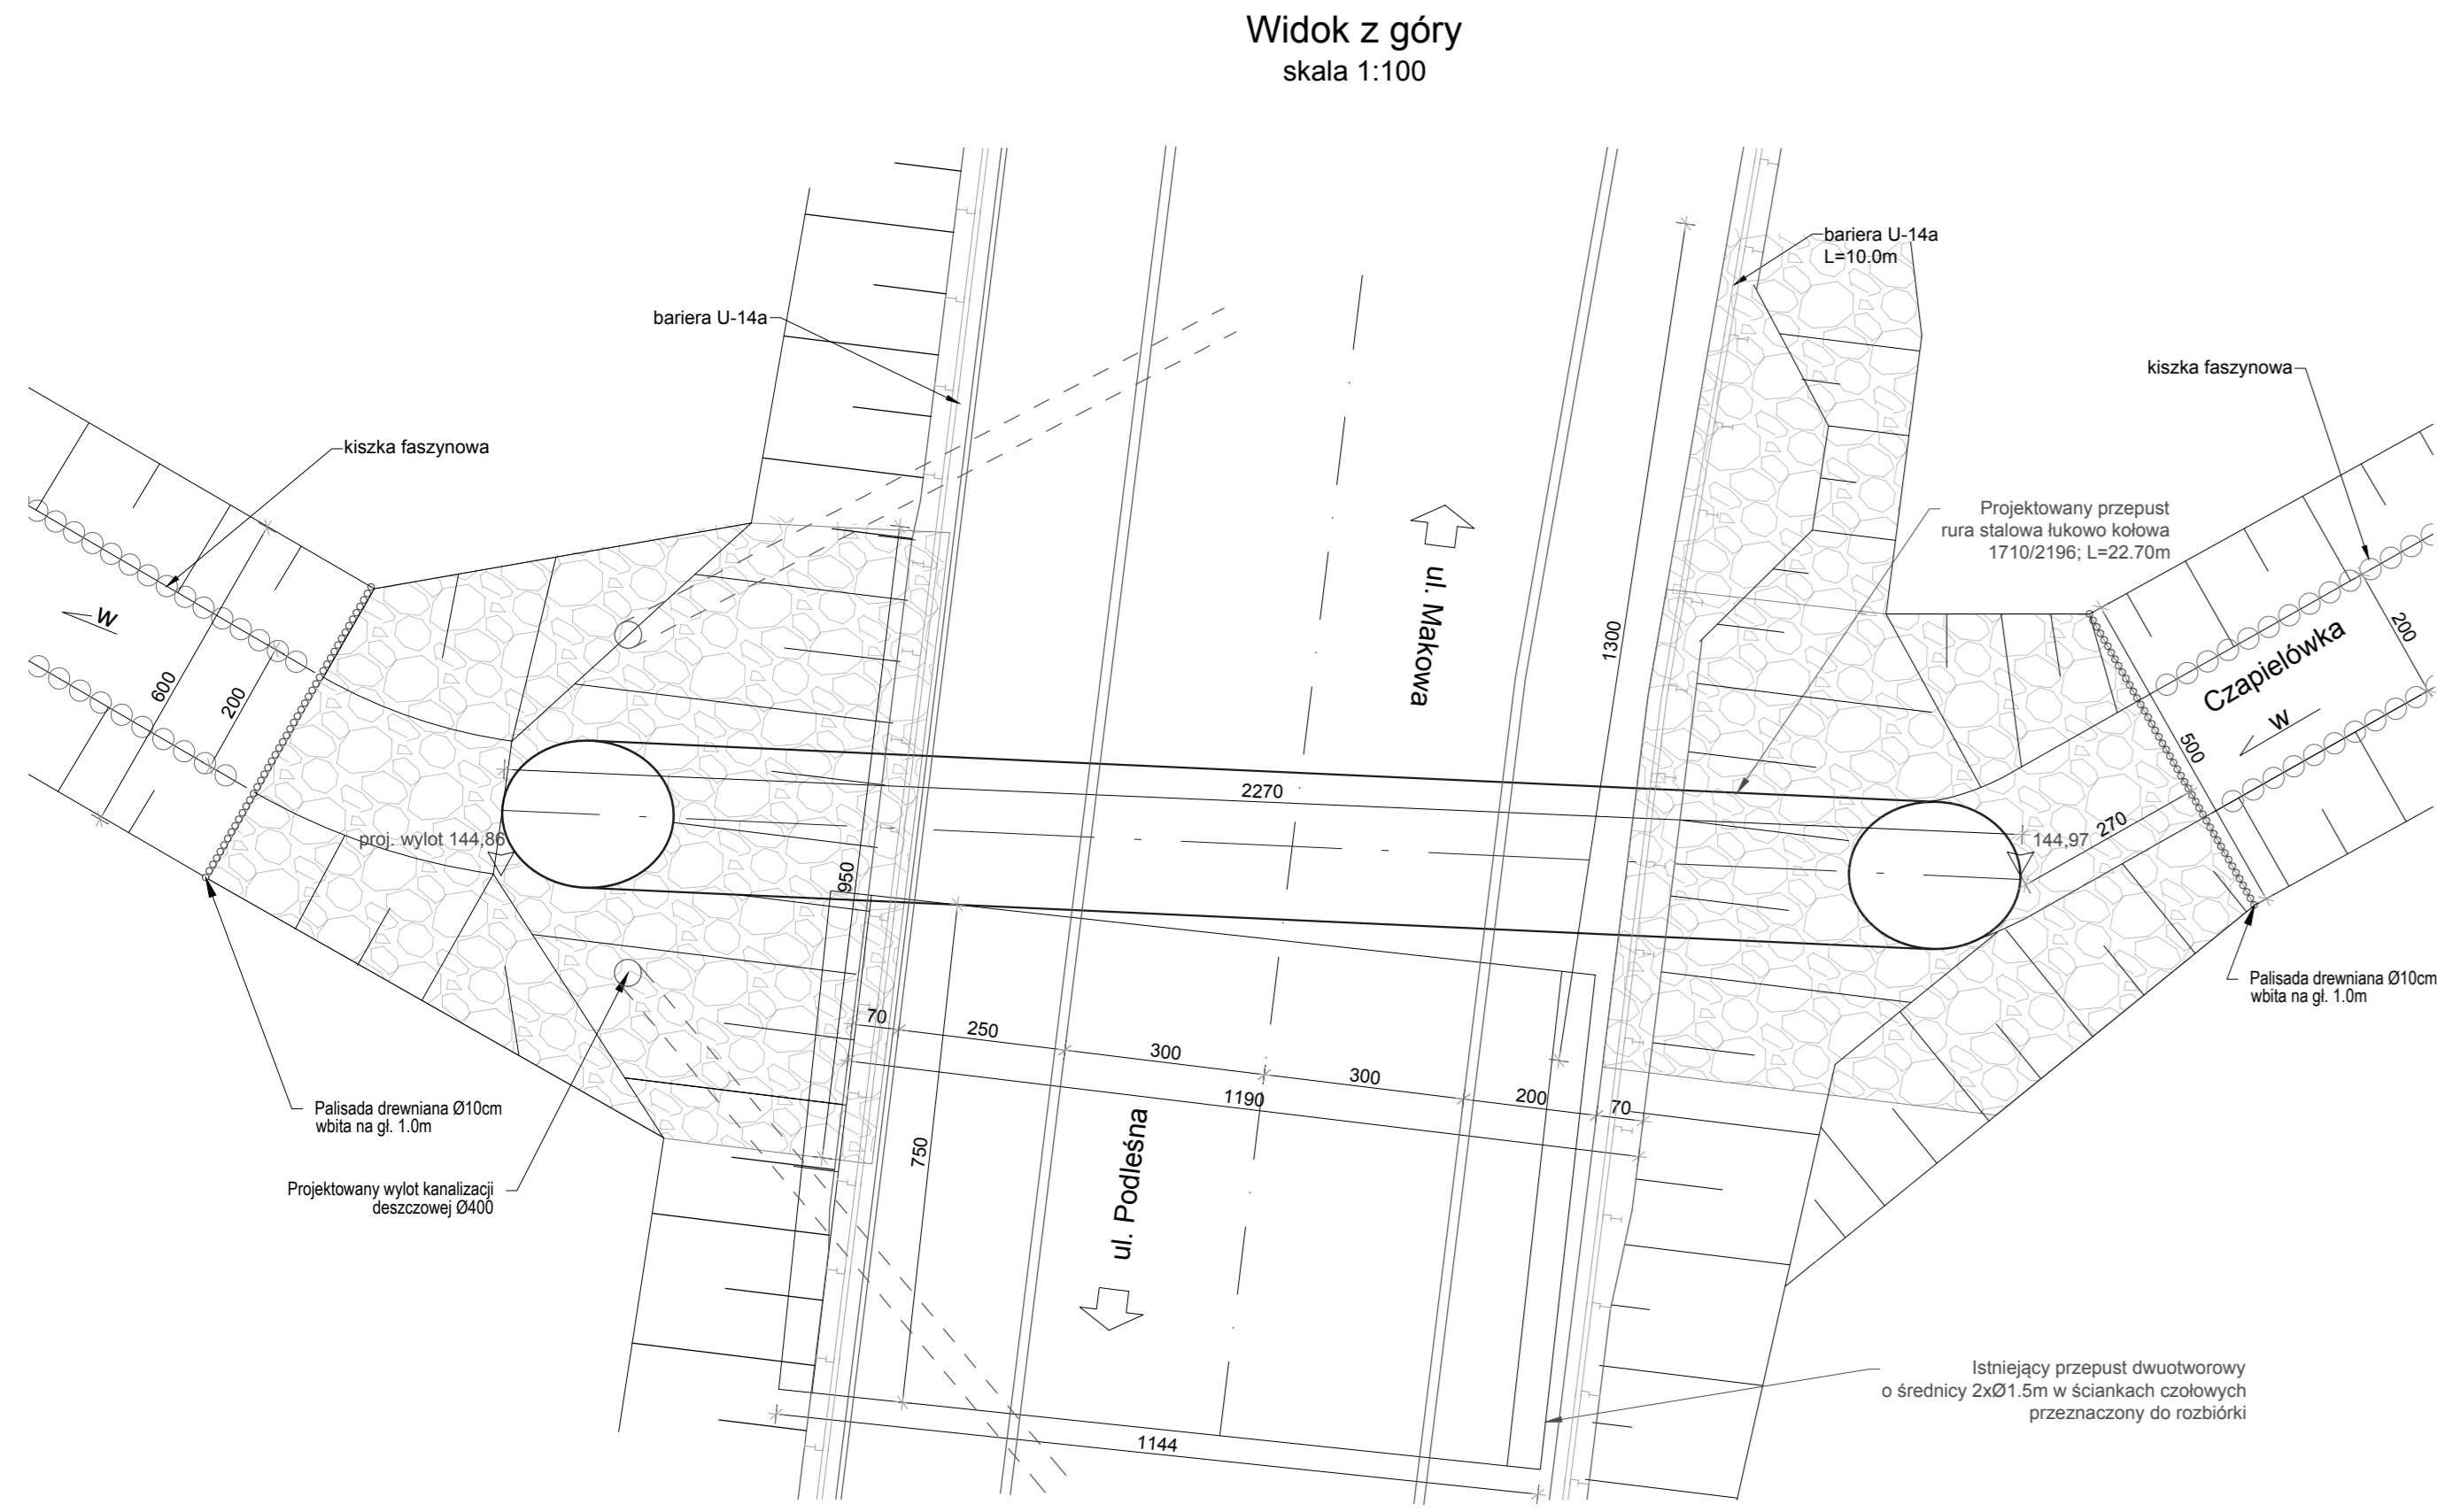 Widok z góry
skala 1:100
bariera U-14a
L=10.0m
bariera U-14a
kiszka faszynowa
kiszka faszynowa
Projektowany przepust
rura stalowa łukowo kołowa
1710/2196; L=22.70m
ul. Makowa
1300
W
600
200
Czapielówka
200
W
500
270
2270
proj. wylot 144,86
144,97
950
Palisada drewniana Ø10cm
wbita na gł. 1.0m
70
250
300
300
200
70
1190
Palisada drewniana Ø10cm
wbita na gł. 1.0m
750
ul. Podleśna
Projektowany wylot kanalizacji
deszczowej Ø400
Istniejący przepust dwuotworowy
o średnicy 2xØ1.5m w ściankach czołowych
przeznaczony do rozbiórki
1144